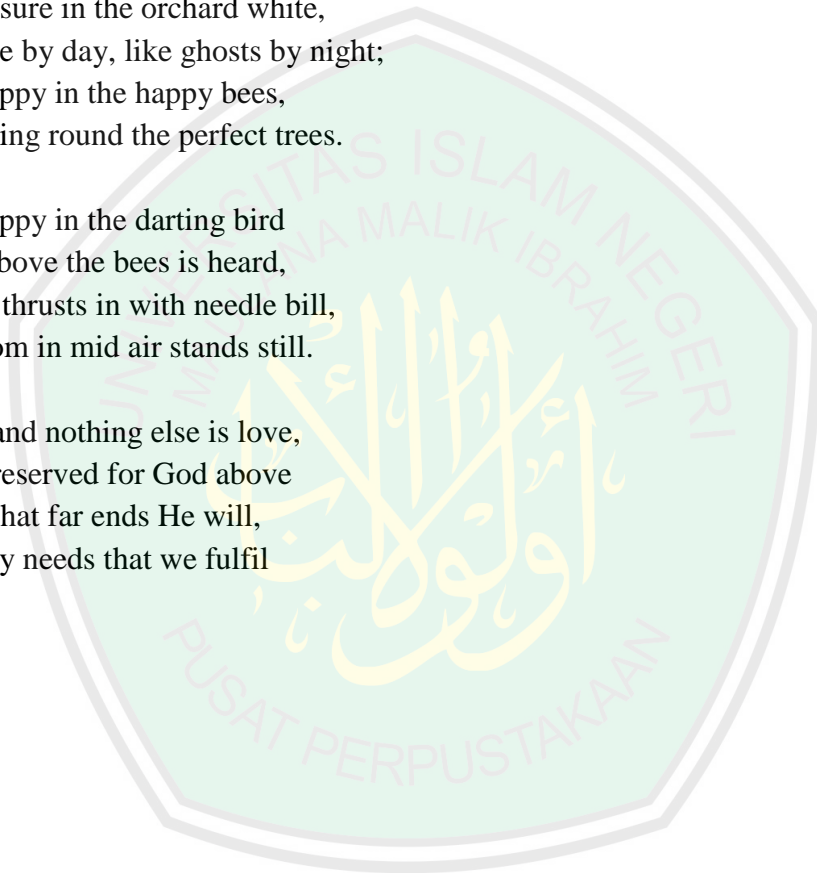 sure in the orchard white,
e by day, like ghosts by night;
ppy in the happy bees,
ing round the perfect trees.
ppy in the darting bird
bove the bees is heard,
thrusts in with needle bill,
om in mid air stands still.
and nothing else is love,
reserved for God above
hat far ends He will,
y needs that we fulfil
UNIVERSITAS ISLAM NEGERI
MAULANA MALIK IBRAHIM
أولوا الألباب
PUSAT PERPUSTAKAAN